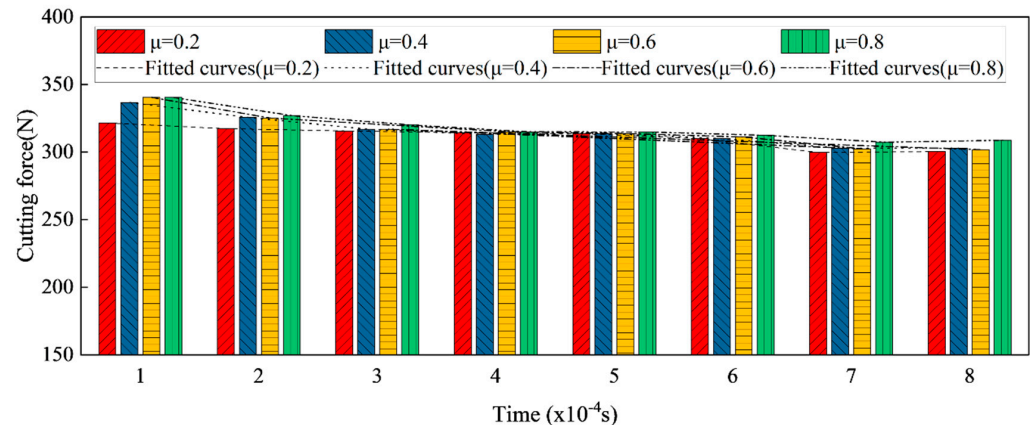 400
350
300
250
200
150
Cutting force(N)
μ=0.2 μ=0.4 μ=0.6 μ=0.8
Fitted curves(μ=0.2) Fitted curves(μ=0.4) Fitted curves(μ=0.6) Fitted curves(μ=0.8)
1 2 3 4 5 6 7 8
Time (x10⁻⁴s)